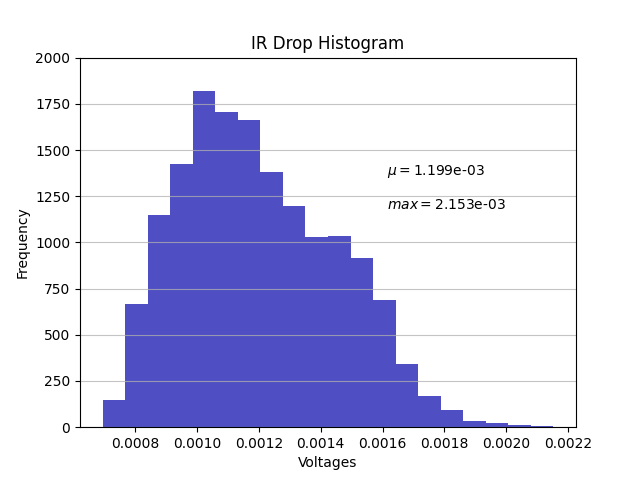 IR Drop Histogram
2000
1750
1500
1250
1000
750
500
250
0
Frequency
μ = 1.199e-03
max = 2.153e-03
0.0008 0.0010 0.0012 0.0014 0.0016 0.0018 0.0020 0.0022
Voltages